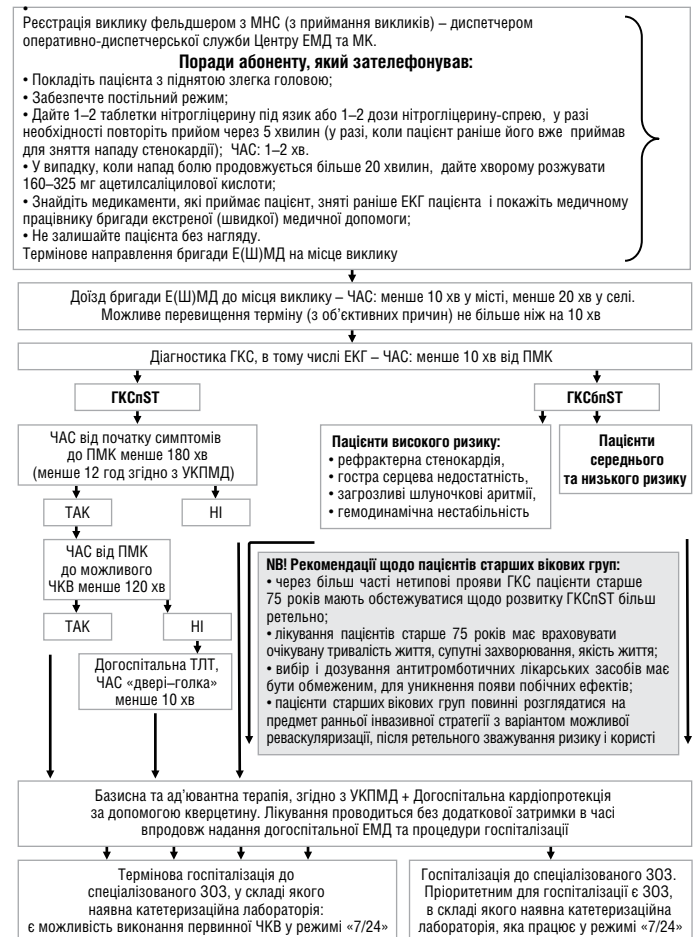 •
Реєстрація виклику фельдшером з МНС (з приймання викликів) – диспетчером
оперативно-диспетчерської служби Центру ЕМД та МК.
Поради абоненту, який зателефонував:
• Покладіть пацієнта з піднятою злегка головою;
• Забезпечте постільний режим;
• Дайте 1–2 таблетки нітрогліцерину під язик або 1–2 дози нітрогліцерину-спрею, у разі
необхідності повторіть прийом через 5 хвилин (у разі, коли пацієнт раніше його вже приймав
для зняття нападу стенокардії); ЧАС: 1–2 хв.
• У випадку, коли напад болю продовжується більше 20 хвилин, дайте хворому розжувати
160–325 мг ацетилсаліцилової кислоти;
• Знайдіть медикаменти, які приймає пацієнт, зняті раніше ЕКГ пацієнта і покажіть медичному
працівнику бригади екстреної (швидкої) медичної допомоги;
• Не залишайте пацієнта без нагляду.
Термінове направлення бригади Е(Ш)МД на місце виклику
Доїзд бригади Е(Ш)МД до місця виклику – ЧАС: менше 10 хв у місті, менше 20 хв у селі.
Можливе перевищення терміну (з об’єктивних причин) не більше ніж на 10 хв
Діагностика ГКС, в тому числі ЕКГ – ЧАС: менше 10 хв від ПМК
ГКСпST
ГКСбпST
ЧАС від початку симптомів
до ПМК менше 180 хв
(менше 12 год згідно з УКПМД)
Пацієнти високого ризику:
• рефрактерна стенокардія,
• гостра серцева недостатність,
• загрозливі шлуночкові аритмії,
• гемодинамічна нестабільність
Пацієнти
середнього
та низького ризику
ТАК
НІ
ЧАС від ПМК
до можливого
ЧКВ менше 120 хв
ТАК
НІ
Догоспітальна ТЛТ,
ЧАС «двері–голка»
менше 10 хв
NB! Рекомендації щодо пацієнтів старших вікових груп:
• через більш часті нетипові прояви ГКС пацієнти старше
75 років мають обстежуватися щодо розвитку ГКСпST більш
ретельно;
• лікування пацієнтів старше 75 років має враховувати
очікувану тривалість життя, супутні захворювання, якість життя;
• вибір і дозування антитромботичних лікарських засобів має
бути обмеженим, для уникнення появи побічних ефектів;
• пацієнти старших вікових груп повинні розглядатися на
предмет ранньої інвазивної стратегії з варіантом можливої
реваскуляризації, після ретельного зважування ризику і користі
Базисна та ад’ювантна терапія, згідно з УКПМД + Догоспітальна кардіопротекція
за допомогою кверцетину. Лікування проводиться без додаткової затримки в часі
впродовж надання догоспітальної ЕМД та процедури госпіталізації
Термінова госпіталізація до
спеціалізованого ЗОЗ, у складі якого
наявна катетеризаційна лабораторія:
є можливість виконання первинної ЧКВ у режимі «7/24»
Госпіталізація до спеціалізованого ЗОЗ.
Пріоритетним для госпіталізації є ЗОЗ,
в складі якого наявна катетеризаційна
лабораторія, яка працює у режимі «7/24»